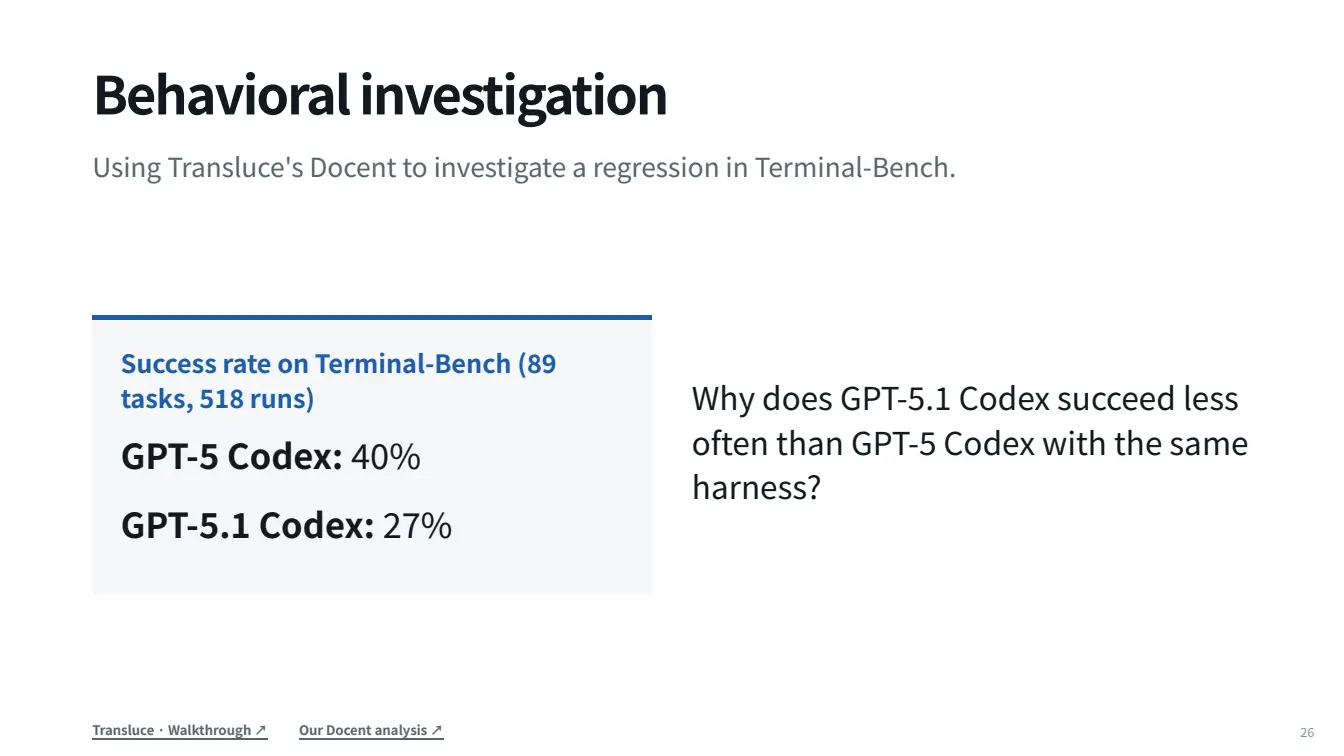 Behavioral investigation
Using Transluce's Docent to investigate a regression in Terminal-Bench.
Success rate on Terminal-Bench (89
tasks, 518 runs)
GPT-5 Codex: 40%
GPT-5.1 Codex: 27%
Why does GPT-5.1 Codex succeed less
often than GPT-5 Codex with the same
harness?
Transluce · Walkthrough ↗
Our Docent analysis ↗
26